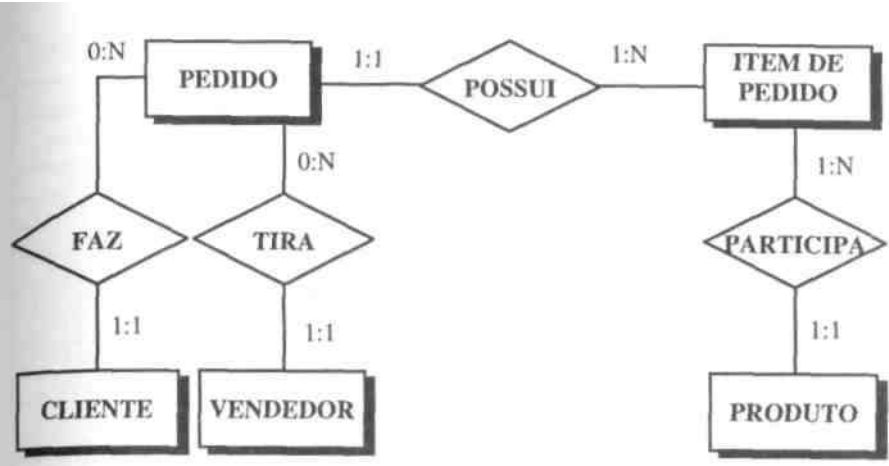 0:N
PEDIDO
1:1
POSSUI
1:N
ITEM DE
PEDIDO
0:N
1:N
FAZ
TIRA
PARTICIPA
1:1
1:1
1:1
CLIENTE
VENDEDOR
PRODUTO